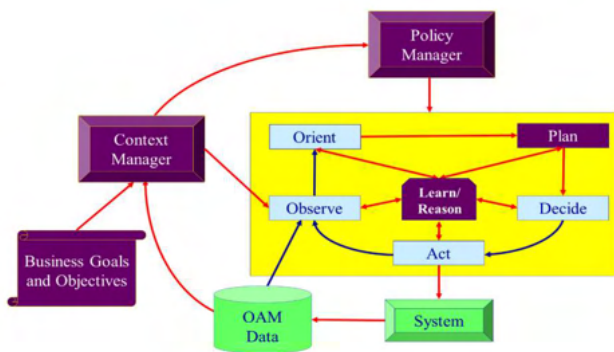 Policy
Manager
Context
Manager
Orient
Plan
Learn/
Reason
Observe
Decide
Act
Business Goals
and Objectives
OAM
Data
System